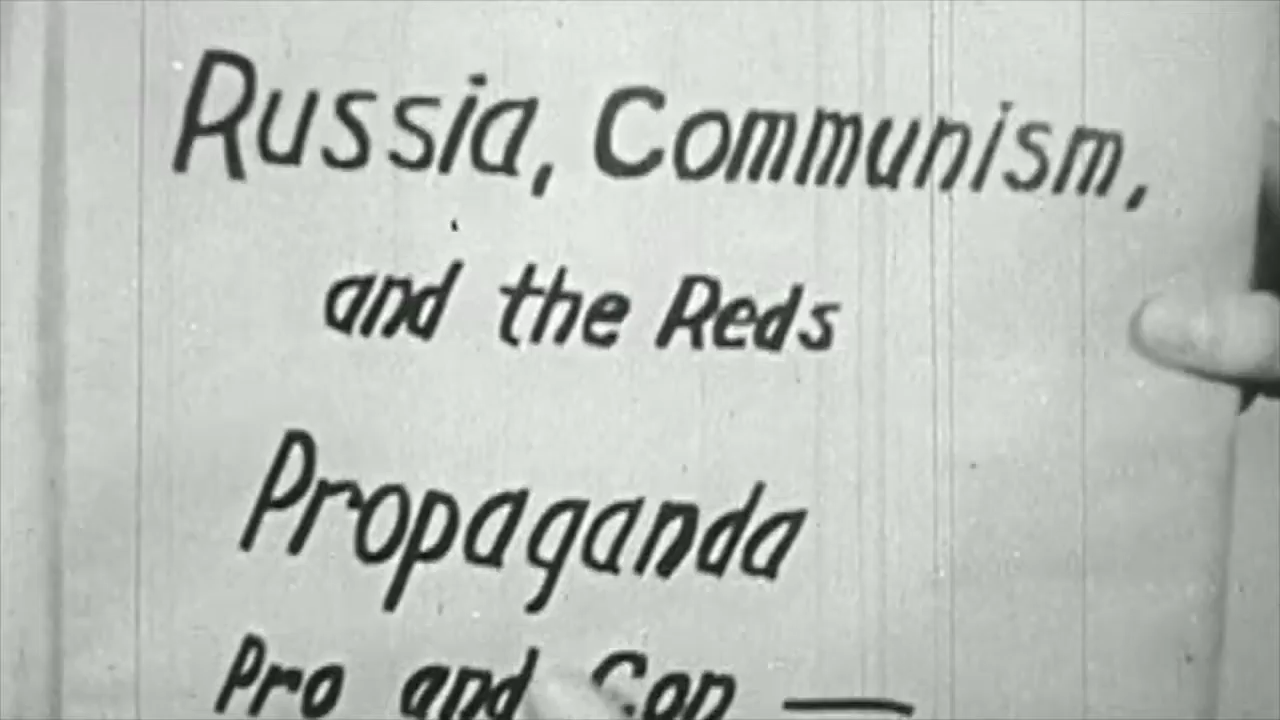 Russia, Communism,
and the Reds
Propaganda
Pro and Con —